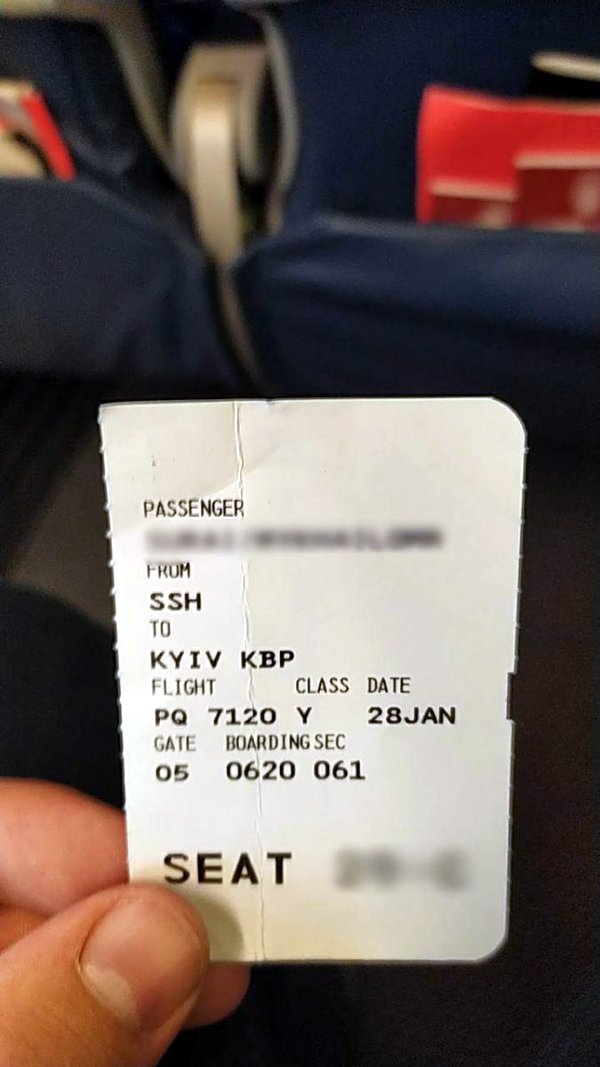 PASSENGER
FROM
SSH
TO
KYIV KBP
FLIGHT CLASS DATE
PQ 7120 Y 28JAN
GATE BOARDING SEC
05 0620 061
SEAT